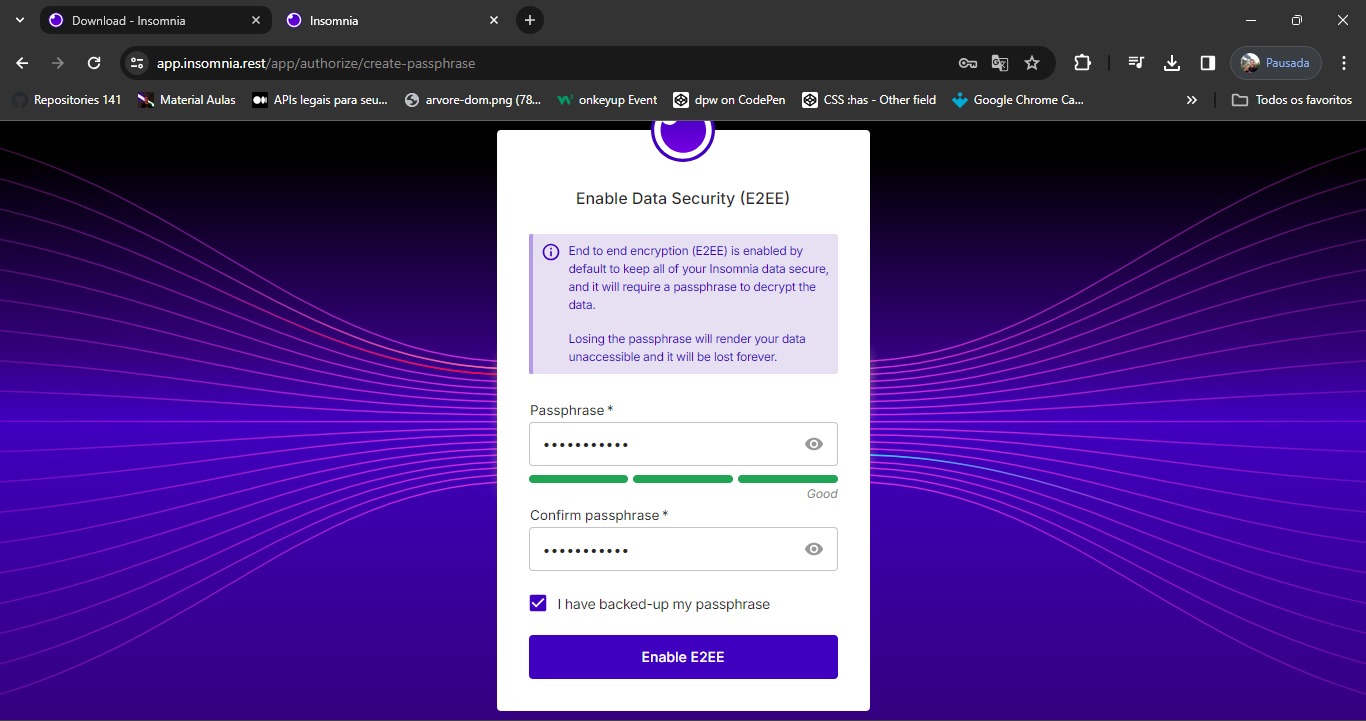 Download - Insomnia
Insomnia
app.insomnia.rest/app/authorize/create-passphrase
Pausada
Repositories 141
Material Aulas
APIs legais para seu...
arvore-dom.png (78...
onkeyup Event
dpw on CodePen
CSS :has - Other field
Google Chrome Ca...
Todos os favoritos
Enable Data Security (E2EE)
End to end encryption (E2EE) is enabled by
default to keep all of your Insomnia data secure,
and it will require a passphrase to decrypt the
data.
Losing the passphrase will render your data
unaccessible and it will be lost forever.
Passphrase *
•••••••••••
Good
Confirm passphrase *
•••••••••••
I have backed-up my passphrase
Enable E2EE